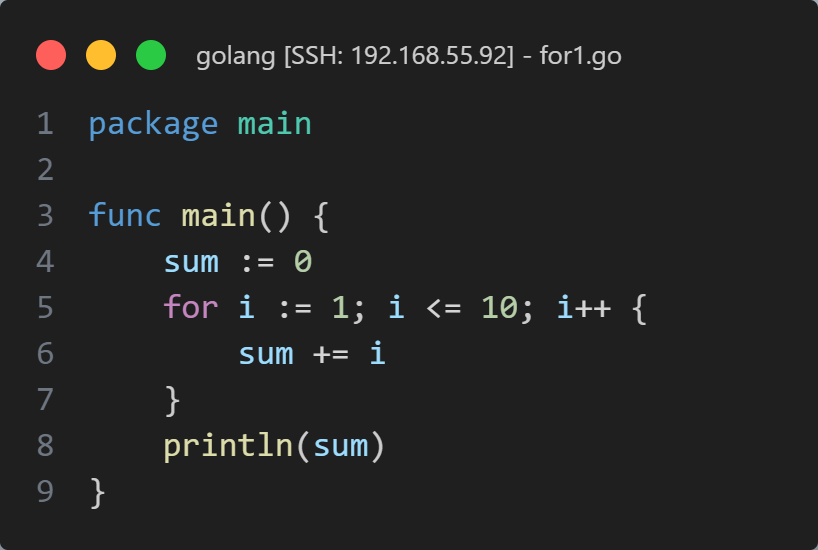 golang [SSH: 192.168.55.92] - for1.go
1 package main
2
3 func main() {
4     sum := 0
5     for i := 1; i <= 10; i++ {
6         sum += i
7     }
8     println(sum)
9 }